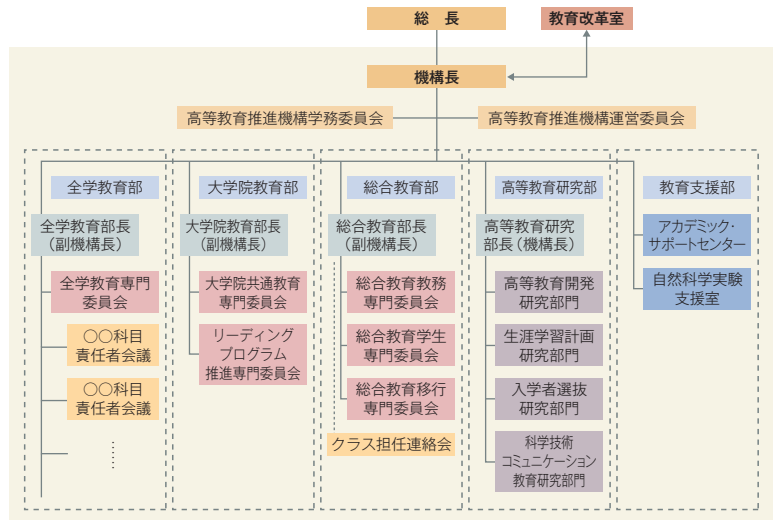 総　長
教育改革室
機構長
高等教育推進機構学務委員会
高等教育推進機構運営委員会
全学教育部
全学教育部長
（副機構長）
全学教育専門
委員会
〇〇科目
責任者会議
〇〇科目
責任者会議
……
大学院教育部
大学院教育部長
（副機構長）
大学院共通教育
専門委員会
リーディング
プログラム
推進専門委員会
総合教育部
総合教育部長
（副機構長）
総合教育教務
専門委員会
総合教育学生
専門委員会
総合教育移行
専門委員会
クラス担任連絡会
高等教育研究部
高等教育研究
部長（機構長）
高等教育開発
研究部門
生涯学習計画
研究部門
入学者選抜
研究部門
科学技術
コミュニケーション
教育研究部門
教育支援部
アカデミック・
サポートセンター
自然科学実験
支援室